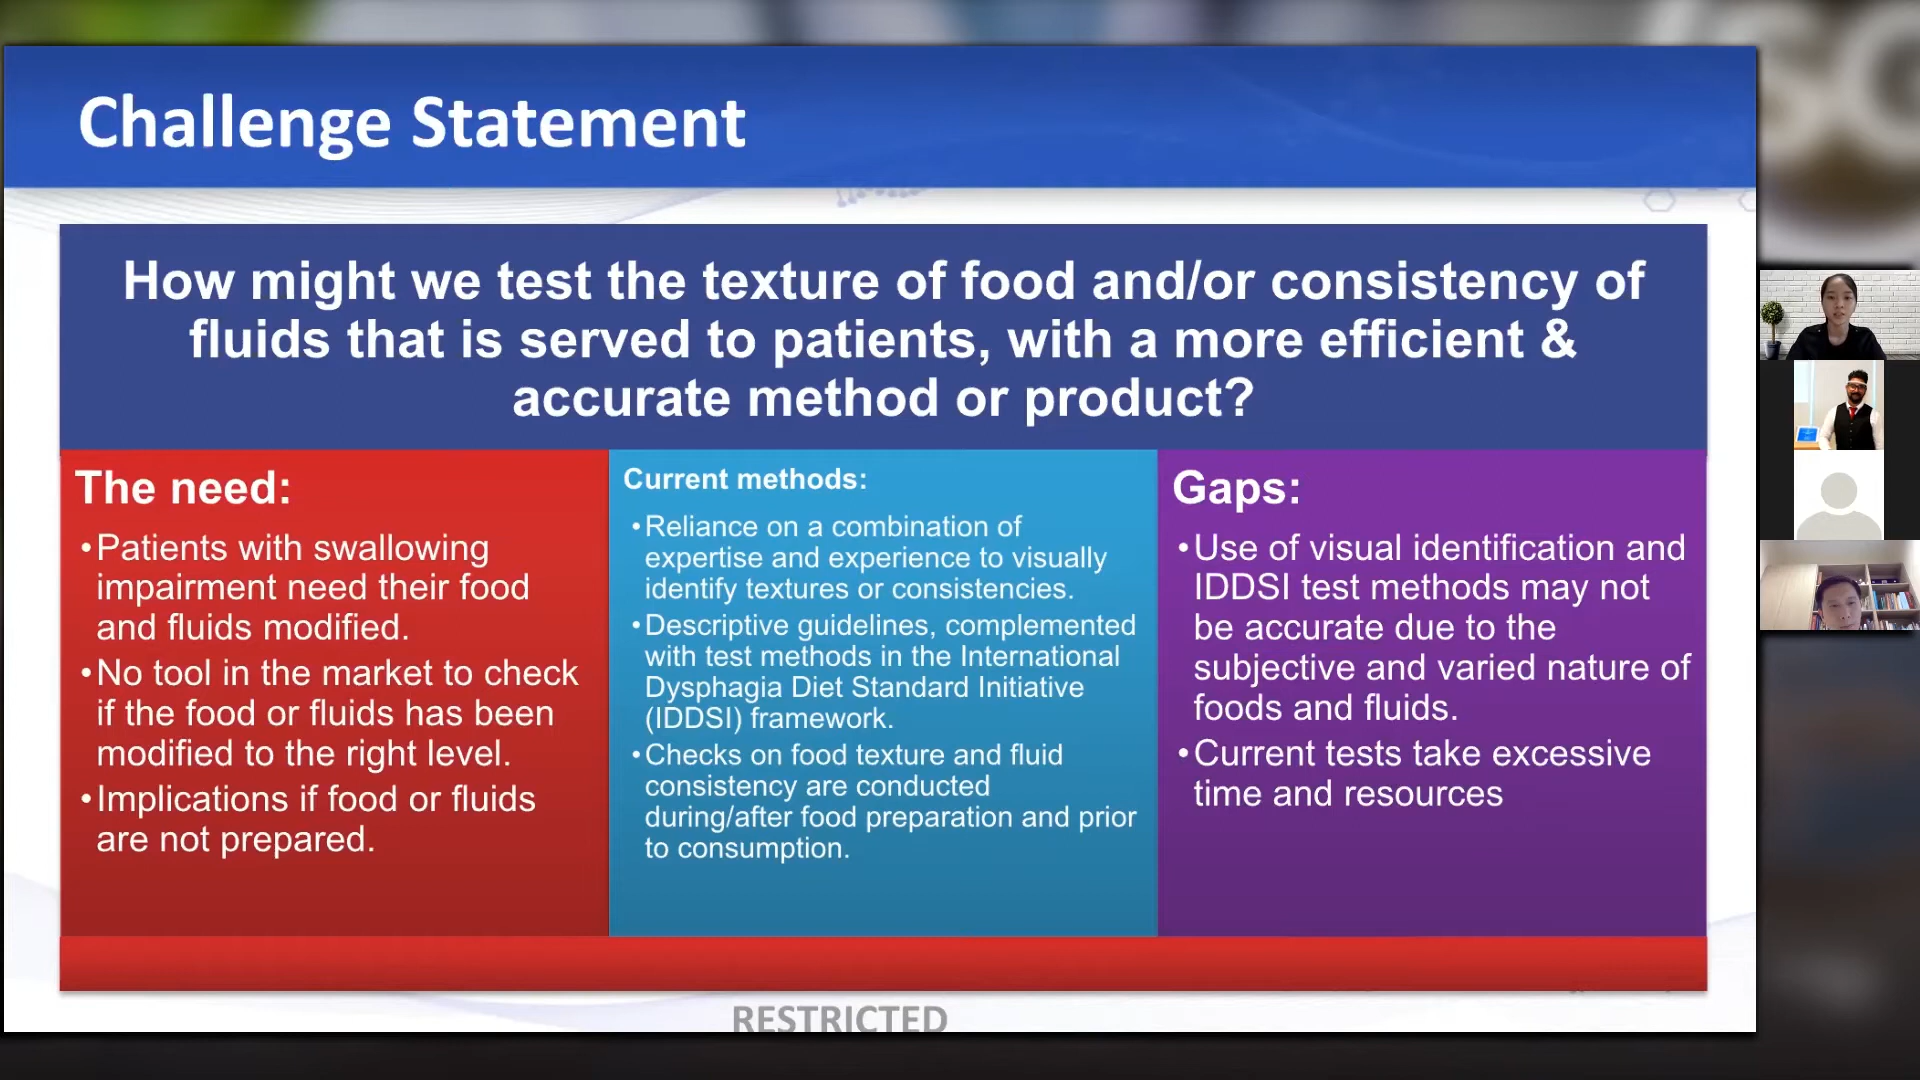 Challenge Statement
How might we test the texture of food and/or consistency of
fluids that is served to patients, with a more efficient &
accurate method or product?
The need:
•Patients with swallowing
impairment need their food
and fluids modified.
•No tool in the market to check
if the food or fluids has been
modified to the right level.
•Implications if food or fluids
are not prepared.
Current methods:
•Reliance on a combination of
expertise and experience to visually
identify textures or consistencies.
•Descriptive guidelines, complemented
with test methods in the International
Dysphagia Diet Standard Initiative
(IDDSI) framework.
•Checks on food texture and fluid
consistency are conducted
during/after food preparation and prior
to consumption.
Gaps:
•Use of visual identification and
IDDSI test methods may not
be accurate due to the
subjective and varied nature of
foods and fluids.
•Current tests take excessive
time and resources
RESTRICTED